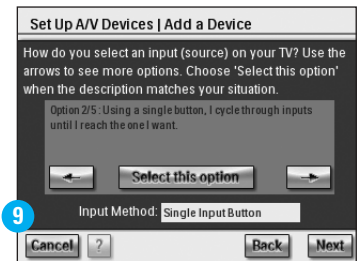 Set Up A/V Devices | Add a Device
How do you select an input (source) on your TV? Use the
arrows to see more options. Choose 'Select this option'
when the description matches your situation.
Option 2/5: Using a single button, I cycle through inputs
until I reach the one I want.
← Select this option →
9
Input Method: Single Input Button
Cancel ? Back Next